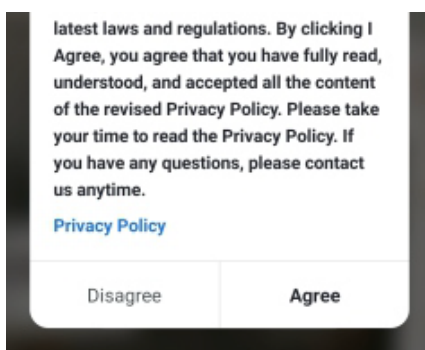 latest laws and regulations. By clicking I
Agree, you agree that you have fully read,
understood, and accepted all the content
of the revised Privacy Policy. Please take
your time to read the Privacy Policy. If
you have any questions, please contact
us anytime.
Privacy Policy
Disagree
Agree